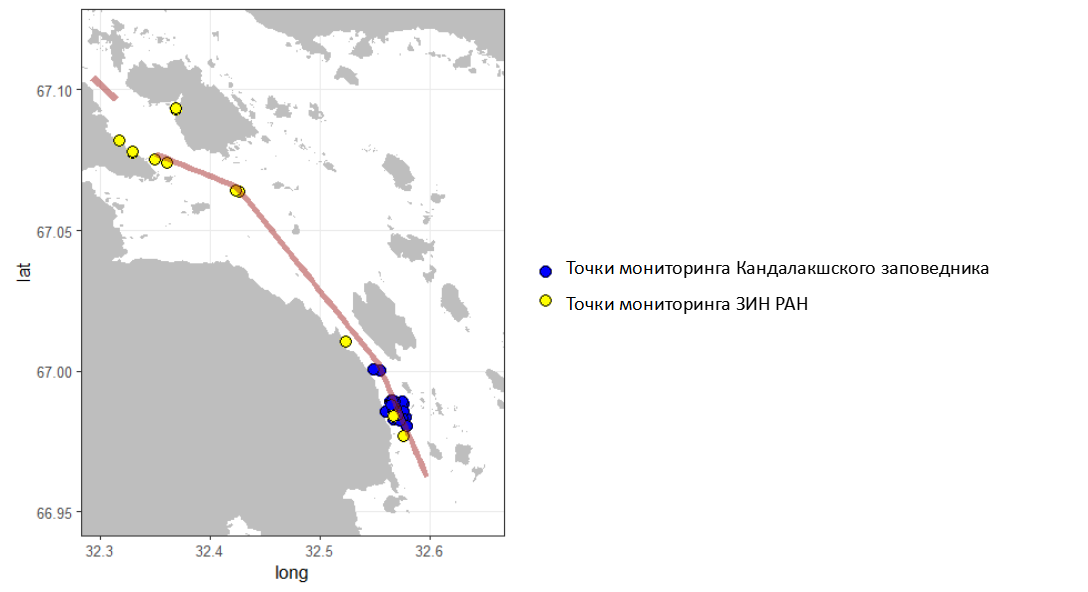 67.10
67.05
67.00
66.95
lat
32.3 32.4 32.5 32.6
long
Точки мониторинга Кандалакшского заповедника
Точки мониторинга ЗИН РАН